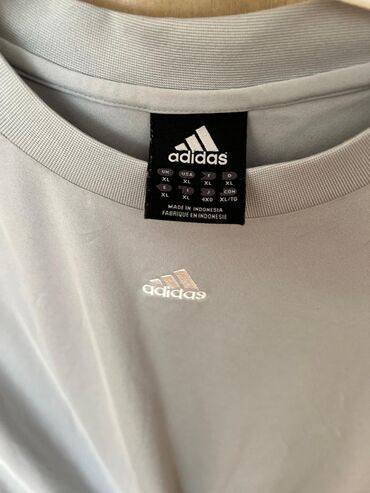 adidas
UK USA F D
XL XL XL XL
E I J CDN
XL XL 4XO XL/TG
MADE IN INDONESIA
FABRIQUE EN INDONESIE
adidas